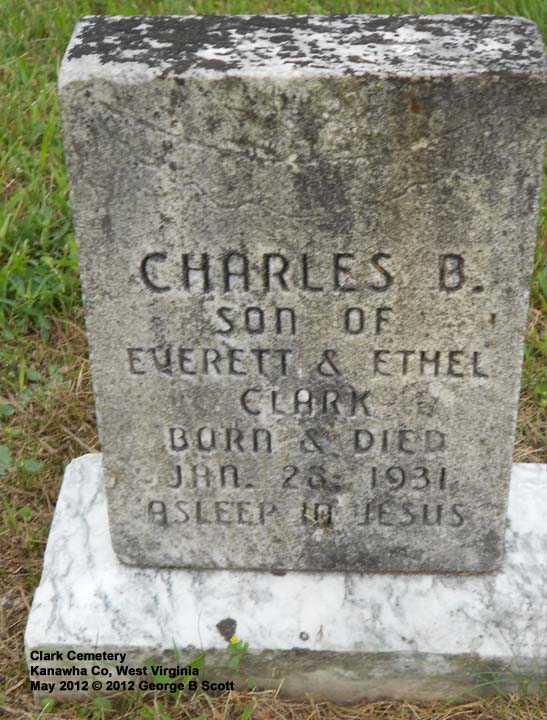 CHARLES B.
SON OF
EVERETT & ETHEL
CLARK
BORN & DIED
JAN. 1931
ASLEEP IN JESUS
Clark Cemetery
Kanawha Co, West Virginia
May 2012 © 2012 George B Scott